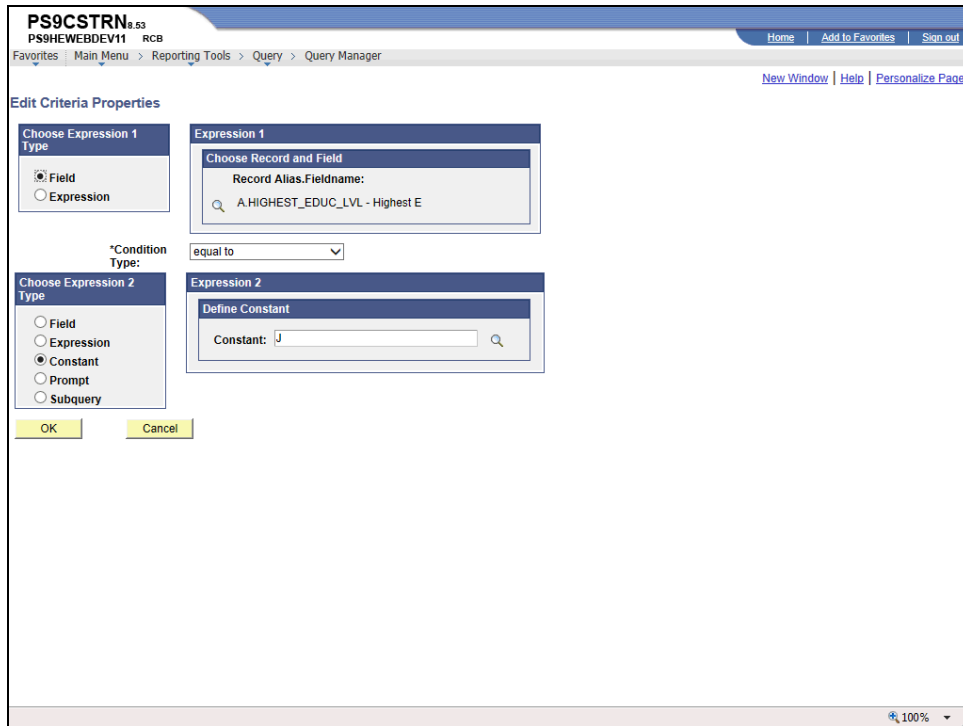 PS9CSTRN8.53
PS9HEWEBDEV11 RCB
Home | Add to Favorites | Sign out
Favorites Main Menu > Reporting Tools > Query > Query Manager
New Window | Help | Personalize Page
Edit Criteria Properties
Choose Expression 1 Type
Field
Expression
Expression 1
Choose Record and Field
Record Alias.Fieldname:
A.HIGHEST_EDUC_LVL - Highest E
*Condition Type:
equal to
Choose Expression 2 Type
Field
Expression
Constant
Prompt
Subquery
Expression 2
Define Constant
Constant: J
OK
Cancel
100%